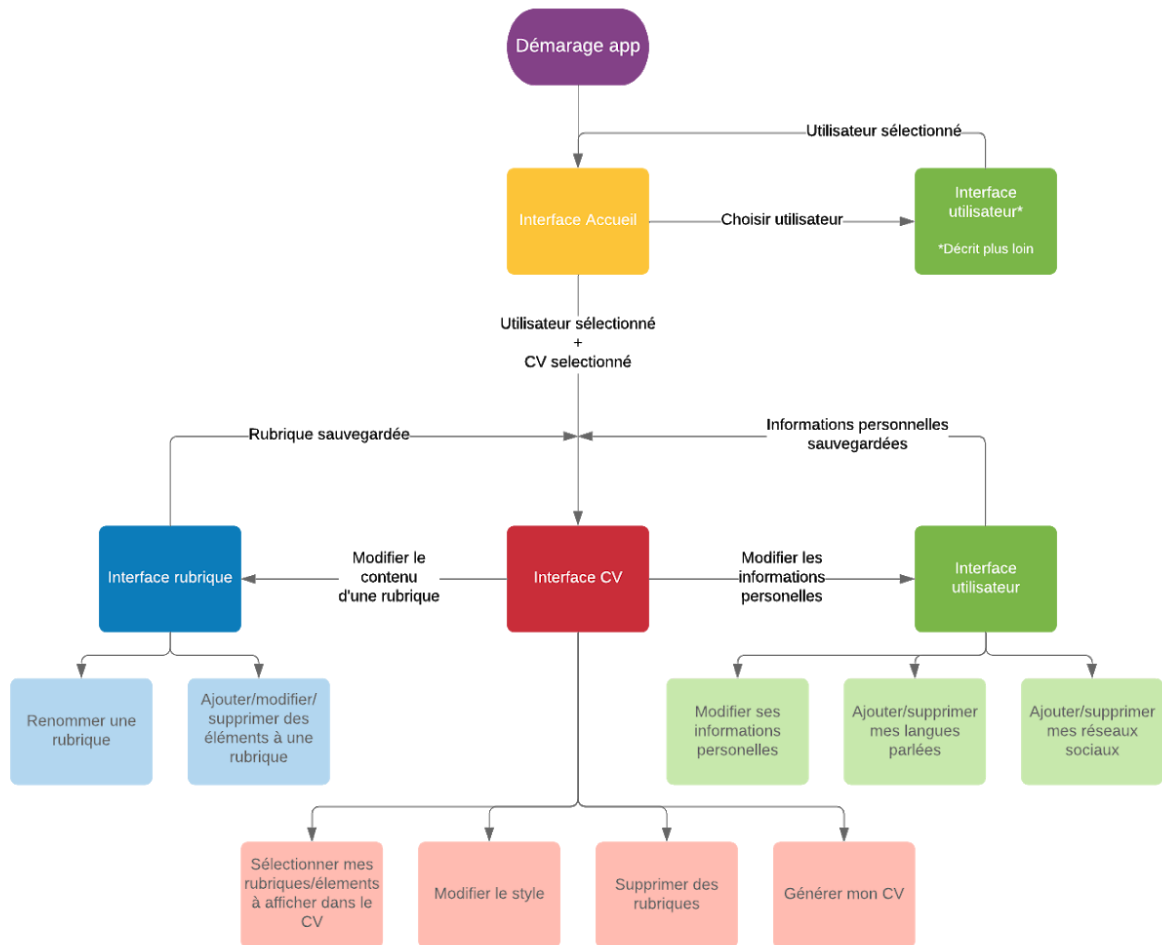 Démarage app
Utilisateur sélectionné
Interface
utilisateur*
*Décrit plus loin
Interface Accueil
Choisir utilisateur
Utilisateur sélectionné
+
CV selectionné
Rubrique sauvegardée
Informations personnelles
sauvegardées
Interface rubrique
Modifier le
contenu
d'une rubrique
Interface CV
Modifier les
informations
personelles
Interface
utilisateur
Renommer une
rubrique
Ajouter/modifier/
supprimer des
éléments à une
rubrique
Modifier ses
informations
personelles
Ajouter/supprimer
mes langues
parlées
Ajouter/supprimer
mes réseaux
sociaux
Sélectionner mes
rubriques/élements
à afficher dans le
CV
Modifier le style
Supprimer des
rubriques
Générer mon CV